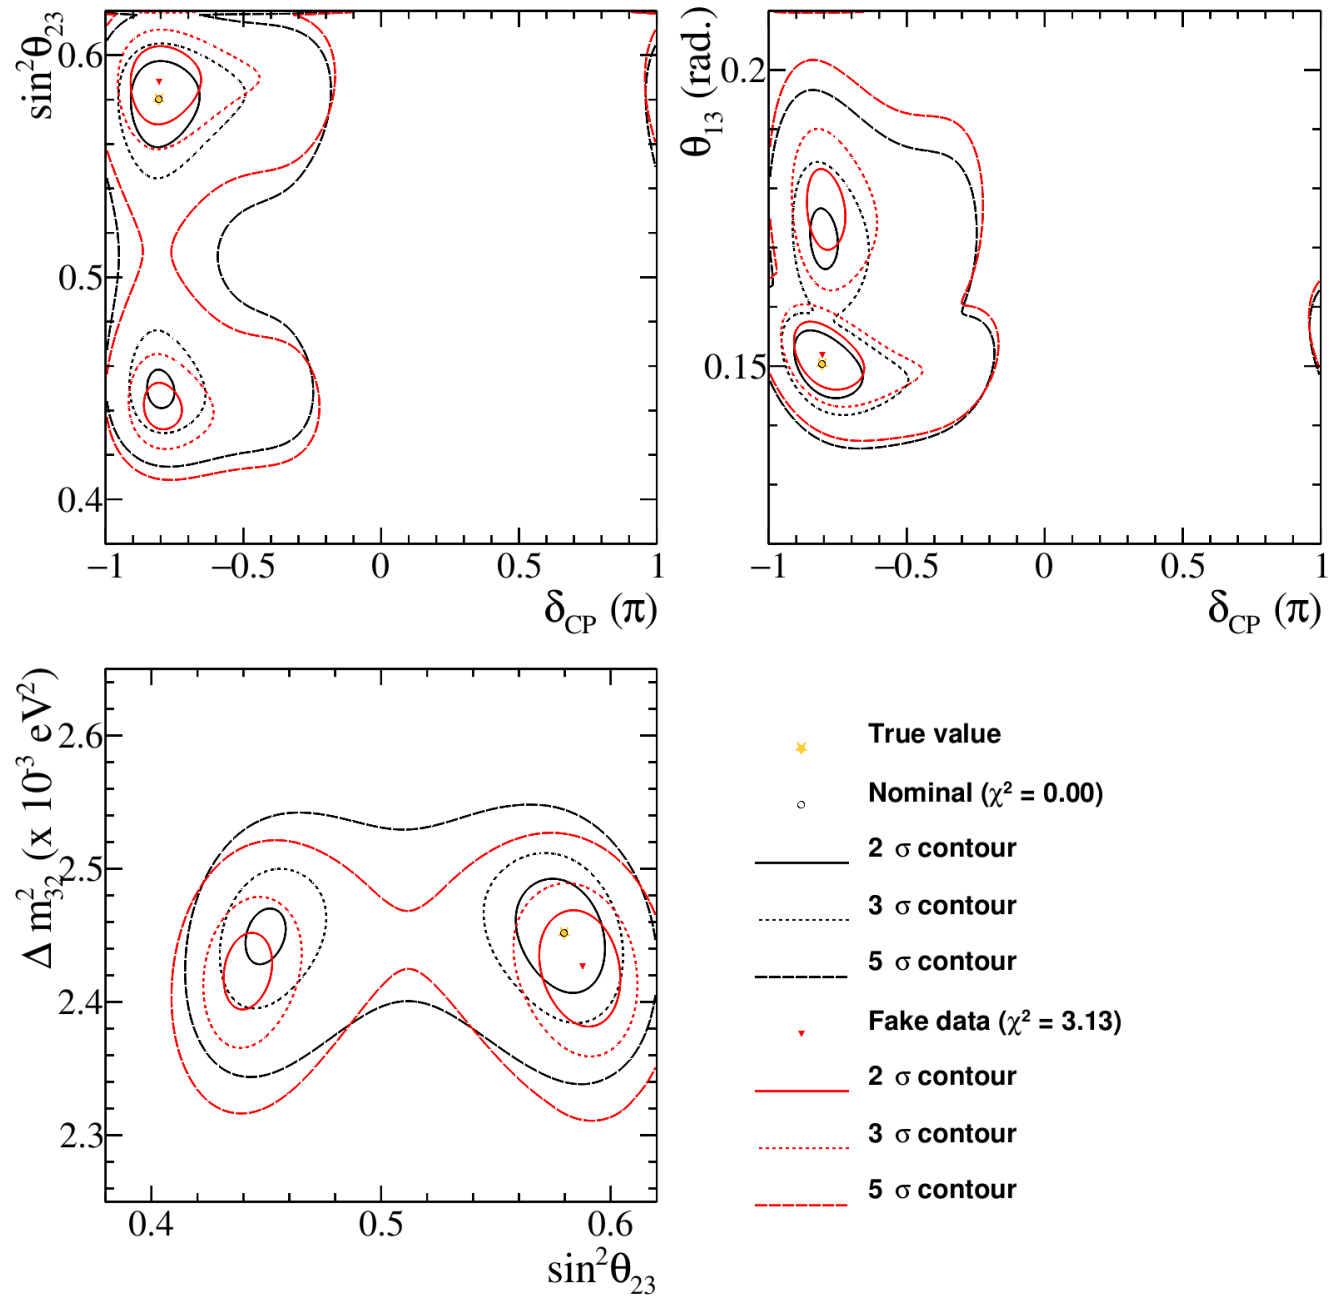 sin²θ₂₃
0.6
0.5
0.4
−1
−0.5
0
0.5
1
δCP (π)
θ₁₃ (rad.)
0.2
0.15
−1
−0.5
0
0.5
1
δCP (π)
Δ m²₃₂ (x 10⁻³ eV²)
2.6
2.5
2.4
2.3
0.4
0.5
0.6
sin²θ₂₃
True value
Nominal (χ² = 0.00)
2 σ contour
3 σ contour
5 σ contour
Fake data (χ² = 3.13)
2 σ contour
3 σ contour
5 σ contour